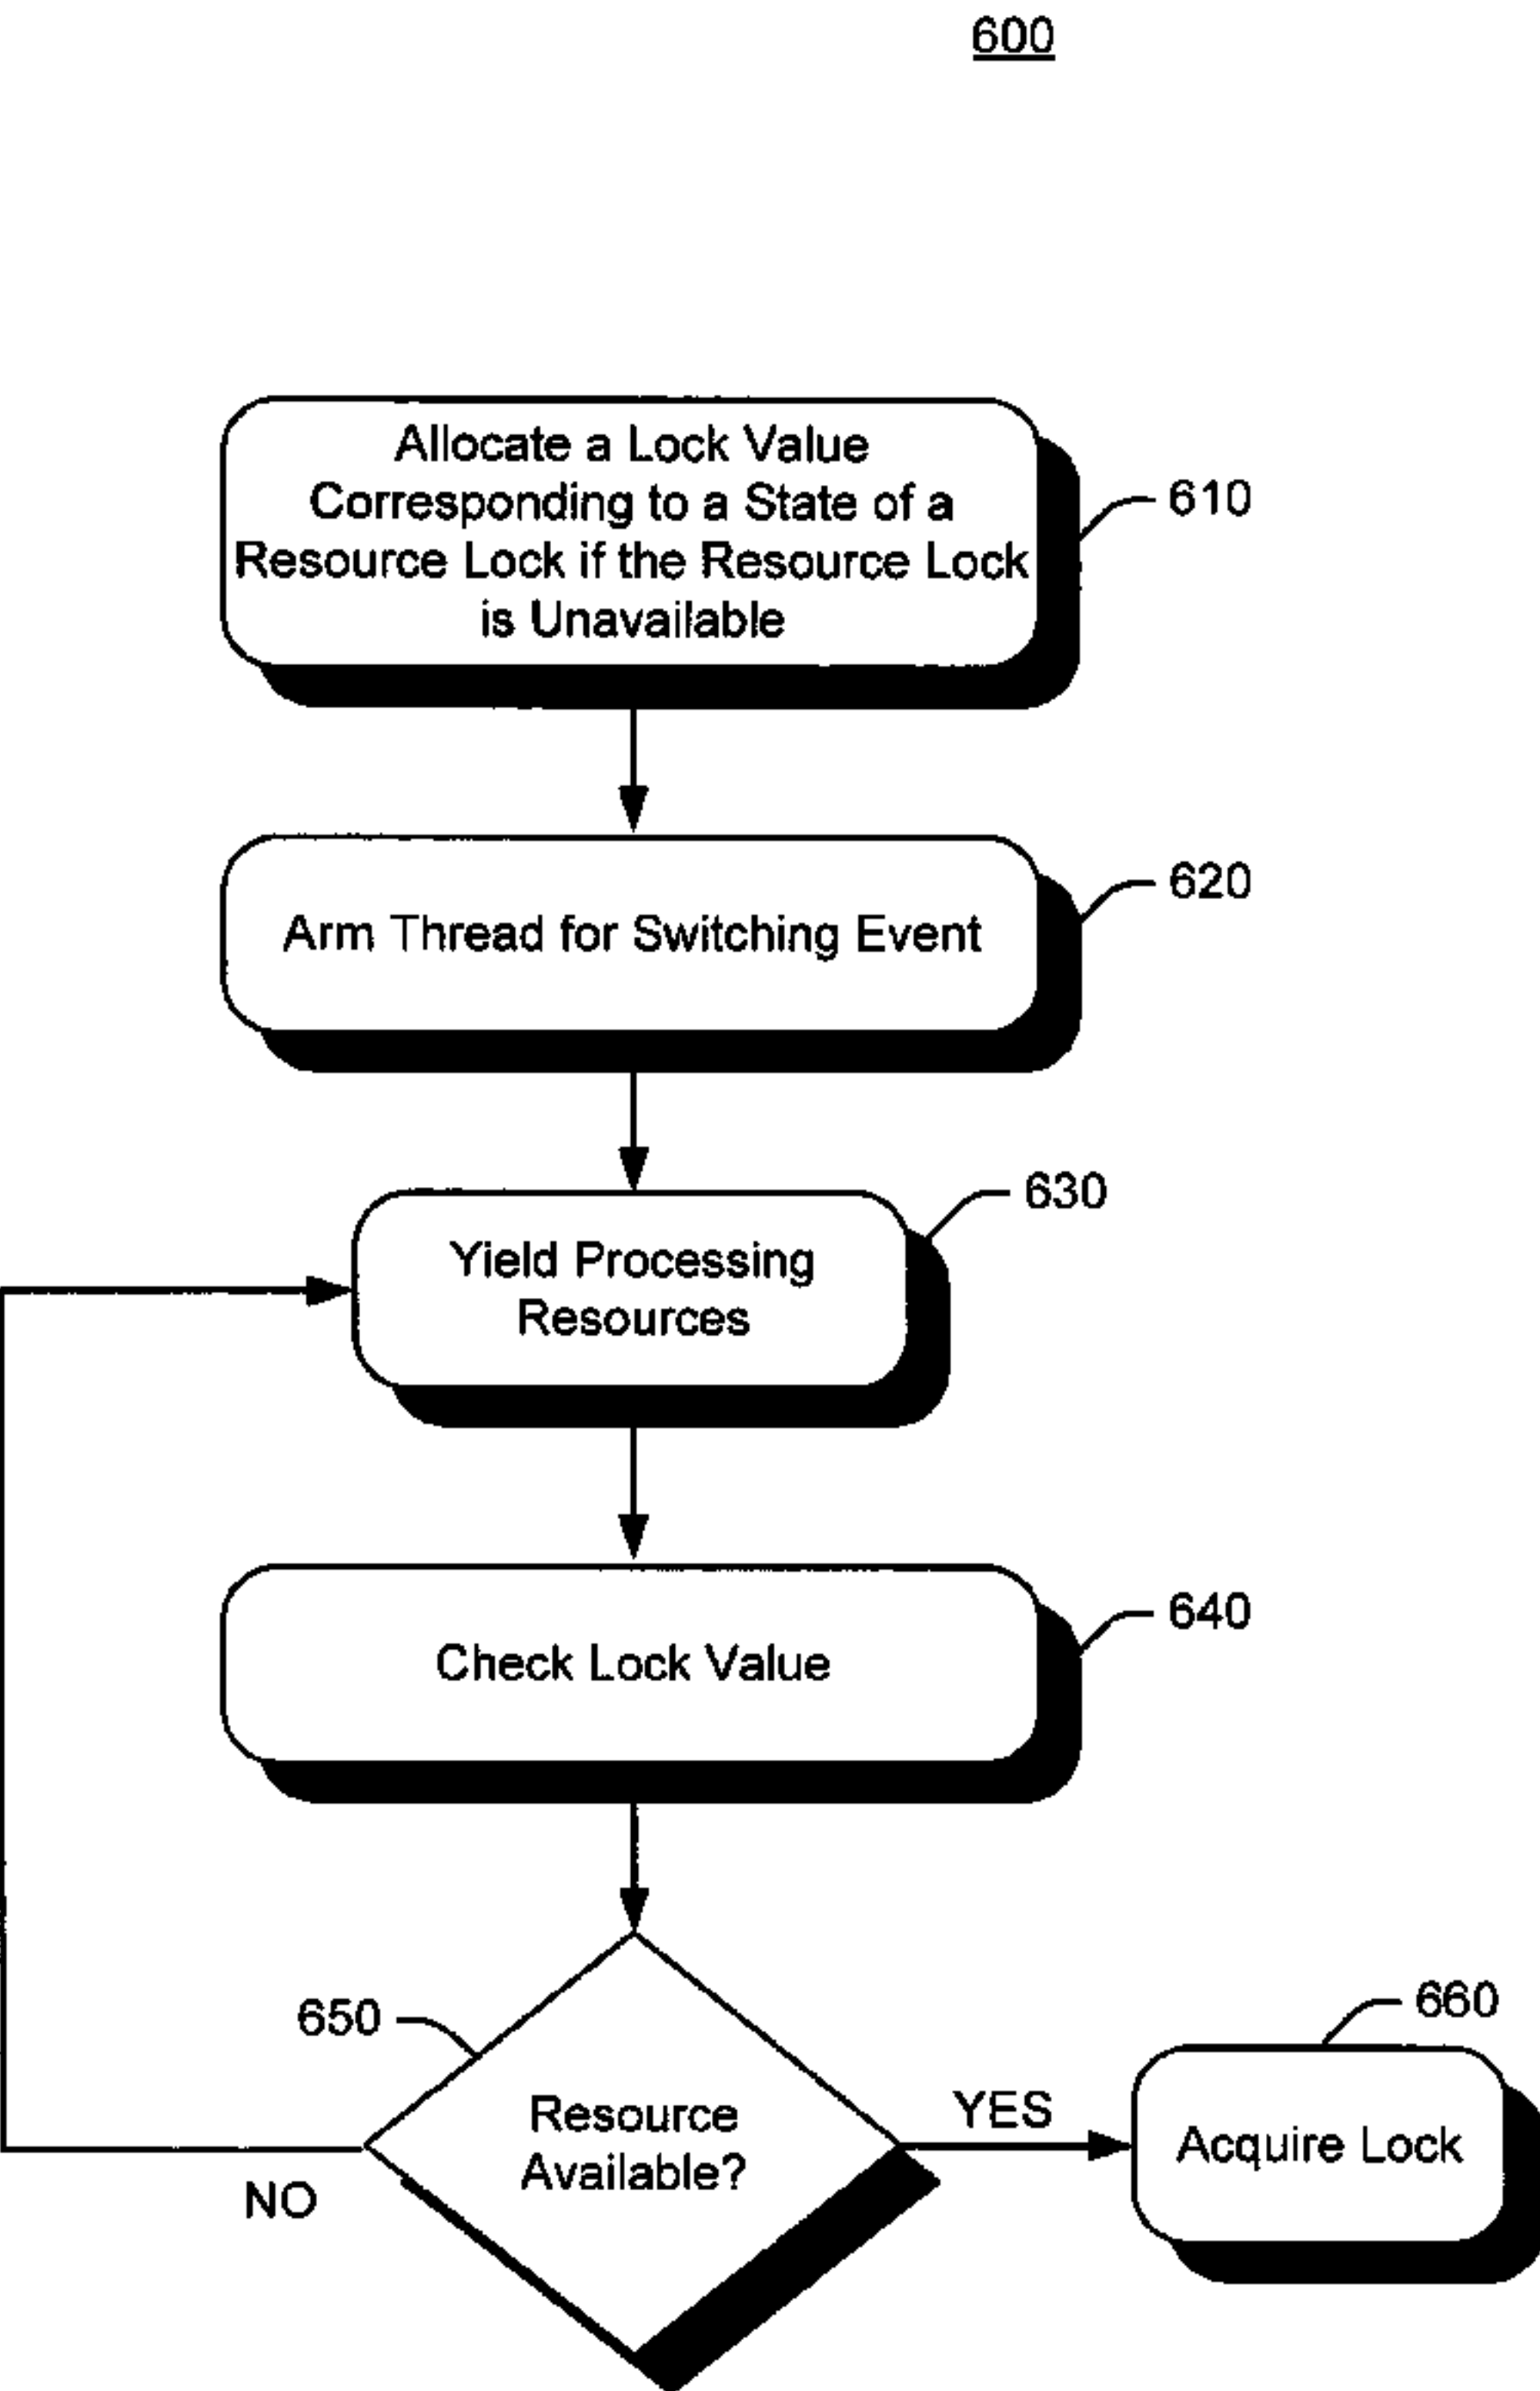 600
Allocate a Lock Value
Corresponding to a State of a
Resource Lock if the Resource Lock
is Unavailable
610
Arm Thread for Switching Event
620
630
Yield Processing
Resources
Check Lock Value
640
650
Resource
Available?
YES
NO
660
Acquire Lock